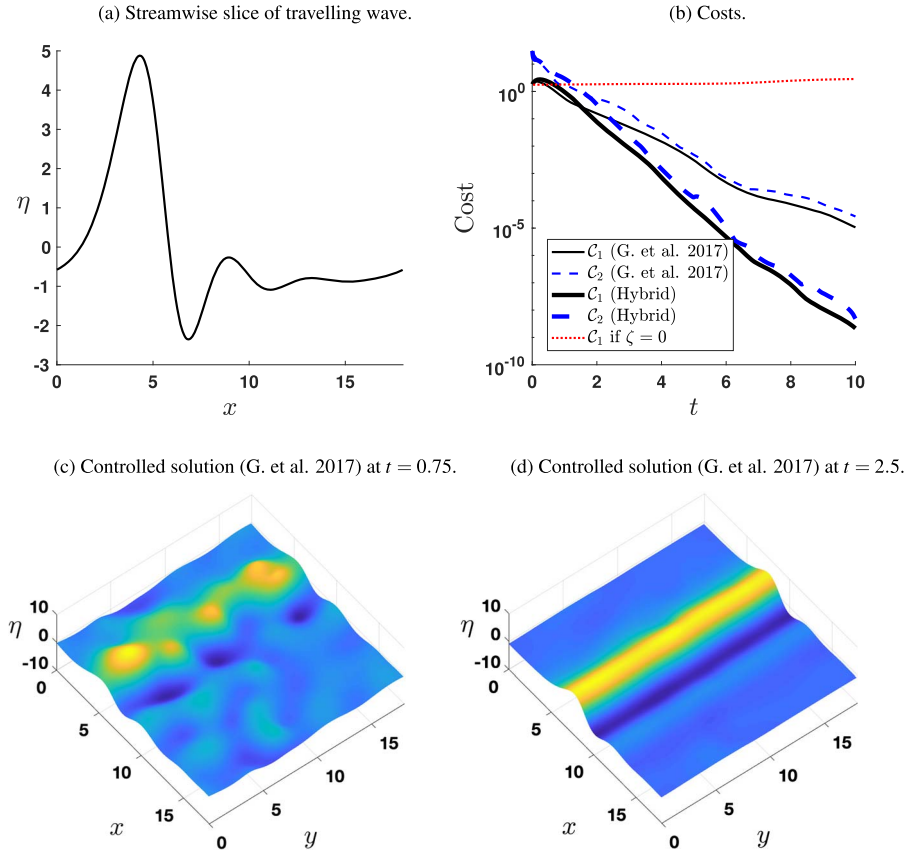 (a) Streamwise slice of travelling wave.
(b) Costs.
5
4
3
2
1
0
-1
-2
-3
η
0
5
10
15
x
10^0
10^-5
10^-10
Cost
C₁ (G. et al. 2017)
C₂ (G. et al. 2017)
C₁ (Hybrid)
C₂ (Hybrid)
C₁ if ζ = 0
0
2
4
6
8
10
t
(c) Controlled solution (G. et al. 2017) at t = 0.75.
(d) Controlled solution (G. et al. 2017) at t = 2.5.
10
0
-10
η
0
5
10
15
x
0
5
10
15
y
10
0
-10
η
0
5
10
15
x
0
5
10
15
y